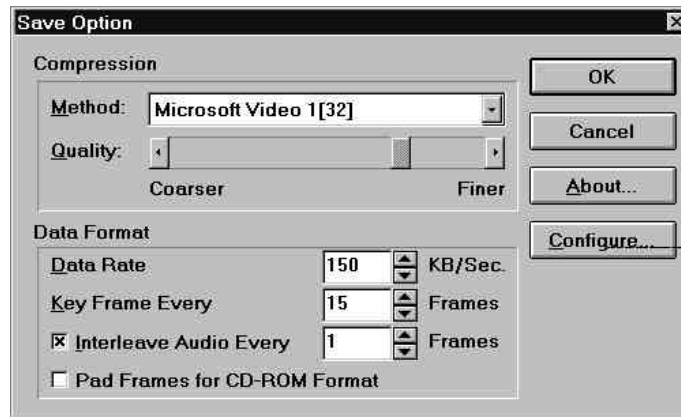 Save Option
Compression
Method: Microsoft Video 1[32]
Quality:
Coarser Finer
OK
Cancel
About...
Configure...
Data Format
Data Rate 150 KB/Sec.
Key Frame Every 15 Frames
Interleave Audio Every 1 Frames
Pad Frames for CD-ROM Format